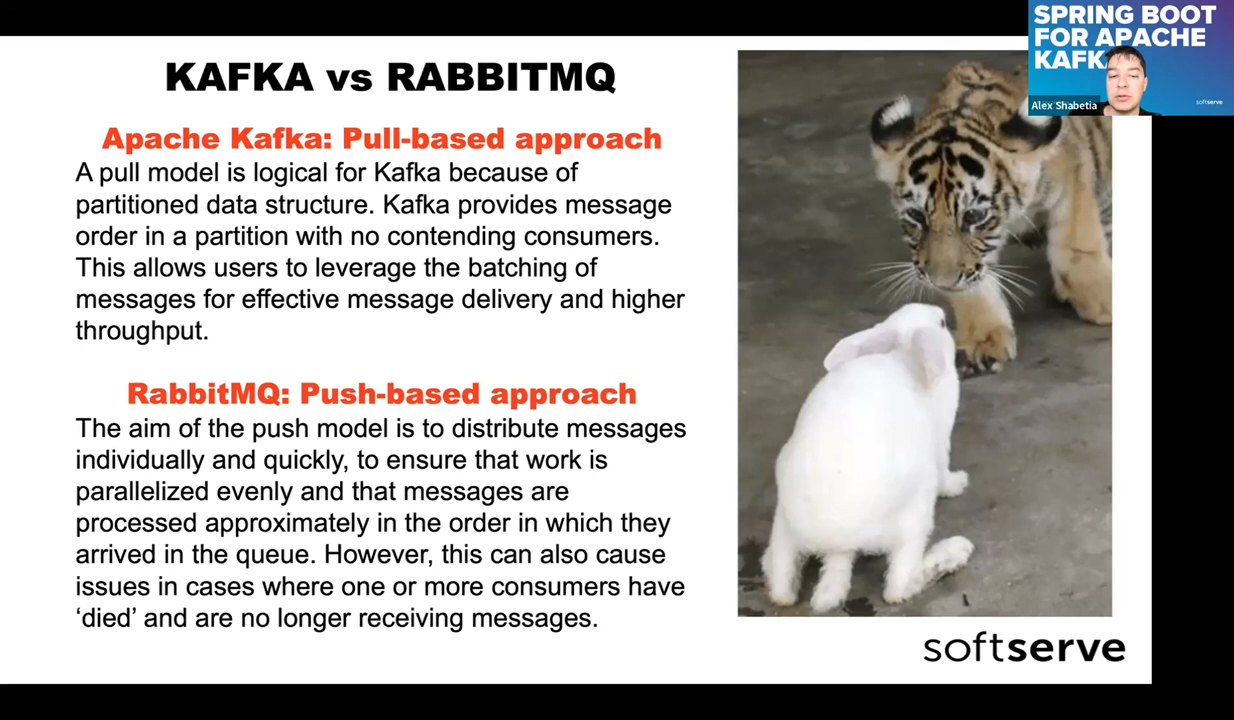 KAFKA vs RABBITMQ
Apache Kafka: Pull-based approach
A pull model is logical for Kafka because of
partitioned data structure. Kafka provides message
order in a partition with no contending consumers.
This allows users to leverage the batching of
messages for effective message delivery and higher
throughput.
RabbitMQ: Push-based approach
The aim of the push model is to distribute messages
individually and quickly, to ensure that work is
parallelized evenly and that messages are
processed approximately in the order in which they
arrived in the queue. However, this can also cause
issues in cases where one or more consumers have
‘died’ and are no longer receiving messages.
softserve
SPRING BOOT
FOR APACHE
KAFK
Alex Shabetia
softserve